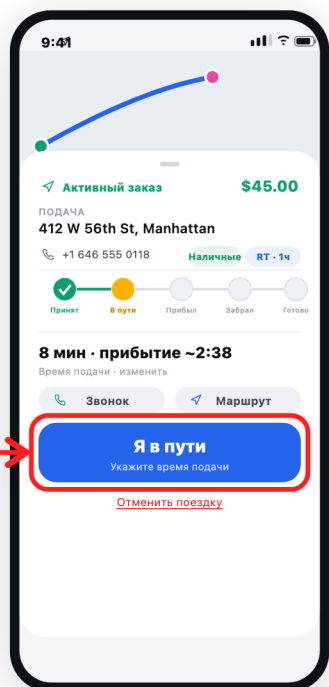 9:41
Активный заказ $45.00
ПОДАЧА
412 W 56th St, Manhattan
+1 646 555 0118 Наличные RT · 1ч
Принят В пути Прибыл Забрал Готово
8 мин · прибытие ~2:38
Время подачи · изменить
Звонок Маршрут
Я в пути
Укажите время подачи
Отменить поездку